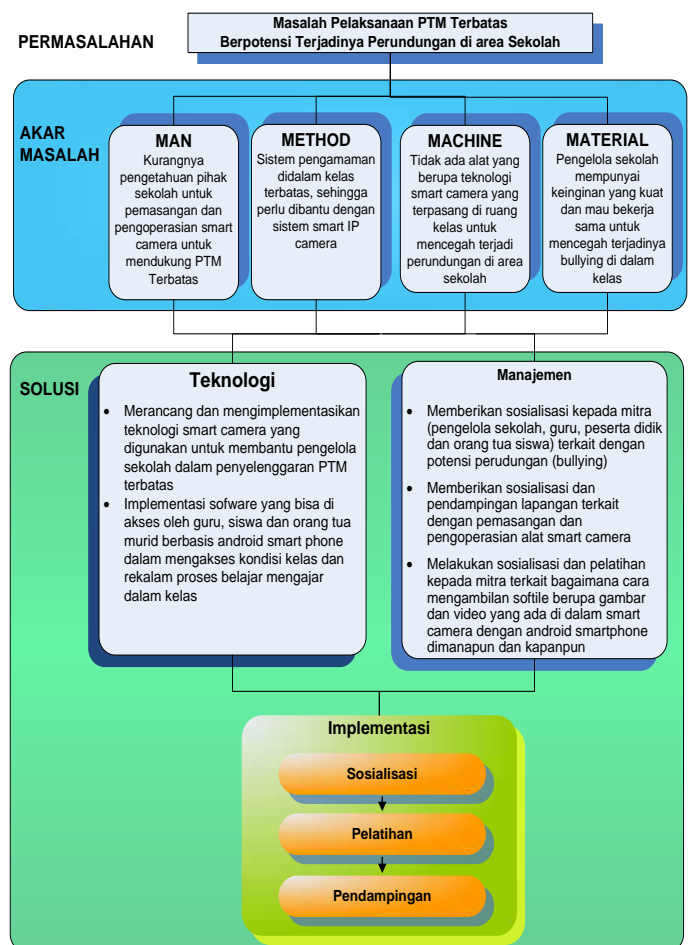 PERMASALAHAN
Masalah Pelaksanaan PTM Terbatas
Berpotensi Terjadinya Perundungan di area Sekolah
AKAR
MASALAH
MAN
Kurangnya
pengetahuan pihak
sekolah untuk
pemasangan dan
pengoperasian smart
camera untuk
mendukung PTM
Terbatas
METHOD
Sistem pengamaman
didalam kelas
terbatas, sehingga
perlu dibantu dengan
sistem smart IP
camera
MACHINE
Tidak ada alat yang
berupa teknologi
smart camera yang
terpasang di ruang
kelas untuk
mencegah terjadi
perundungan di area
sekolah
MATERIAL
Pengelola sekolah
mempunyai
keinginan yang kuat
dan mau bekerja
sama untuk
mencegah terjadinya
bullying di dalam
kelas
SOLUSI
Teknologi
• Merancang dan mengimplementasikan
teknologi smart camera yang
digunakan untuk membantu pengelola
sekolah dalam penyelenggaran PTM
terbatas
• Implementasi sofware yang bisa di
akses oleh guru, siswa dan orang tua
murid berbasis android smart phone
dalam mengakses kondisi kelas dan
rekalam proses belajar mengajar
dalam kelas
Manajemen
• Memberikan sosialisasi kepada mitra
(pengelola sekolah, guru, peserta didik
dan orang tua siswa) terkait dengan
potensi perudungan (bullying)
• Memberikan sosialisasi dan
pendampingan lapangan terkait
dengan pemasangan dan
pengoperasian alat smart camera
• Melakukan sosialisasi dan pelatihan
kepada mitra terkait bagaimana cara
mengambilan softile berupa gambar
dan video yang ada di dalam smart
camera dengan android smartphone
dimanapun dan kapanpun
Implementasi
Sosialisasi
Pelatihan
Pendampingan